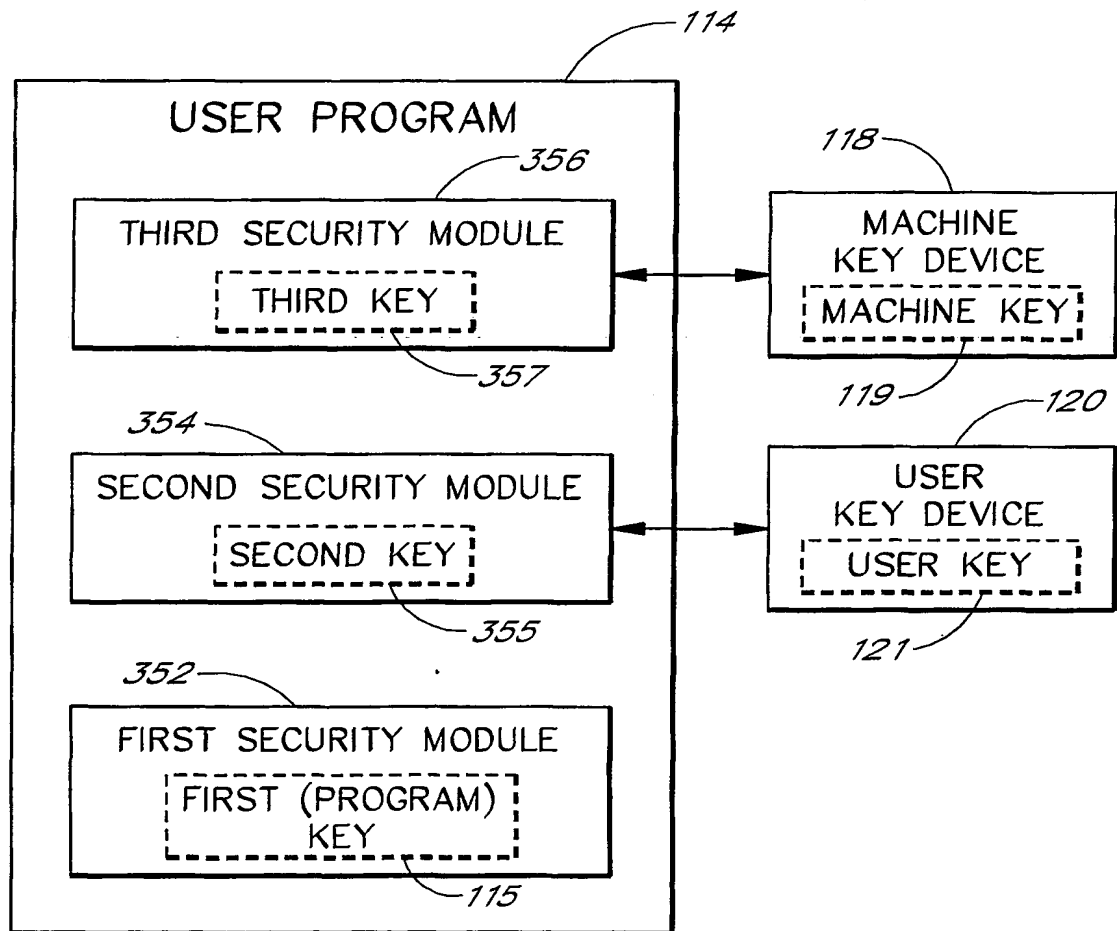 114
USER PROGRAM
356
THIRD SECURITY MODULE
THIRD KEY
357
118
MACHINE
KEY DEVICE
MACHINE KEY
119
354
SECOND SECURITY MODULE
SECOND KEY
355
120
USER
KEY DEVICE
USER KEY
121
352
FIRST SECURITY MODULE
FIRST (PROGRAM)
KEY
115